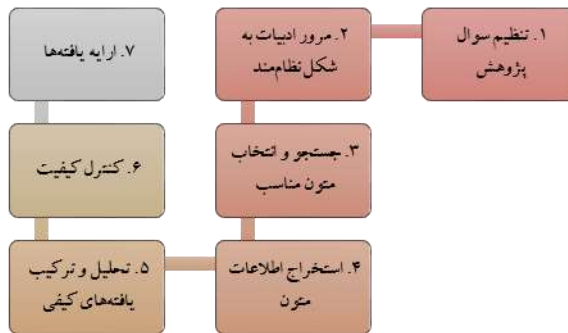 ۱. تنظیم سوال
پژوهش
۲. مرور ادبیات به
شکل نظام‌مند
۳. جستجو و انتخاب
متون مناسب
۴. استخراج اطلاعات
متون
۵. تحلیل و ترکیب
یافته‌های کیفی
۶. کنترل کیفیت
۷. ارایه یافته‌ها